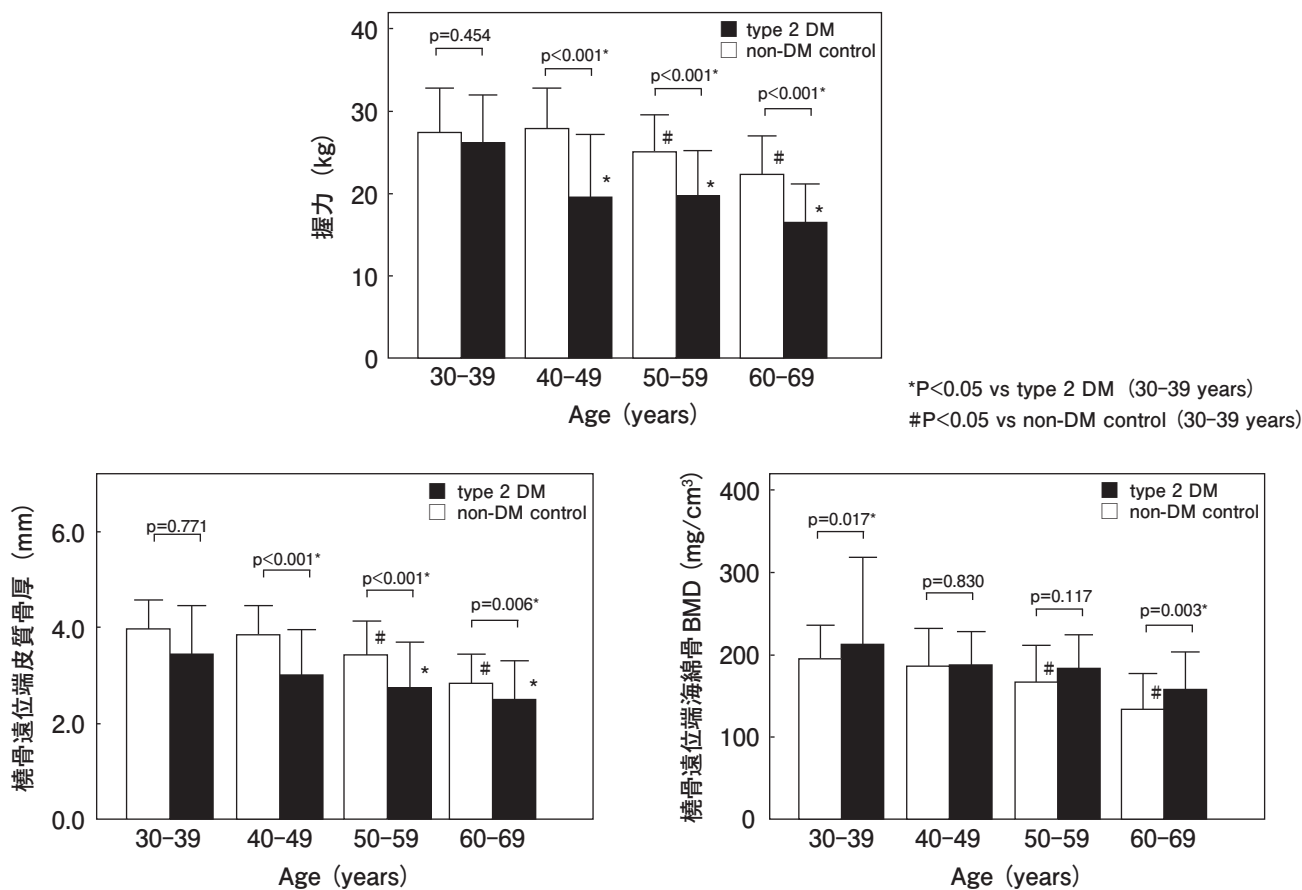 握力 (kg)
40
30
20
10
0
type 2 DM
non-DM control
p=0.454
p<0.001*
p<0.001*
p<0.001*
#
#
*
*
*
30−39
40−49
50−59
60−69
Age (years)
*P<0.05 vs type 2 DM (30−39 years)
#P<0.05 vs non-DM control (30−39 years)
橈骨遠位端皮質骨厚 (mm)
6.0
4.0
2.0
0.0
type 2 DM
non-DM control
p=0.771
p<0.001*
p<0.001*
p=0.006*
#
*
#
*
30−39
40−49
50−59
60−69
Age (years)
橈骨遠位端海綿骨 BMD (mg/cm³)
400
300
200
100
0
type 2 DM
non-DM control
p=0.017*
p=0.830
p=0.117
p=0.003*
#
#
30−39
40−49
50−59
60−69
Age (years)